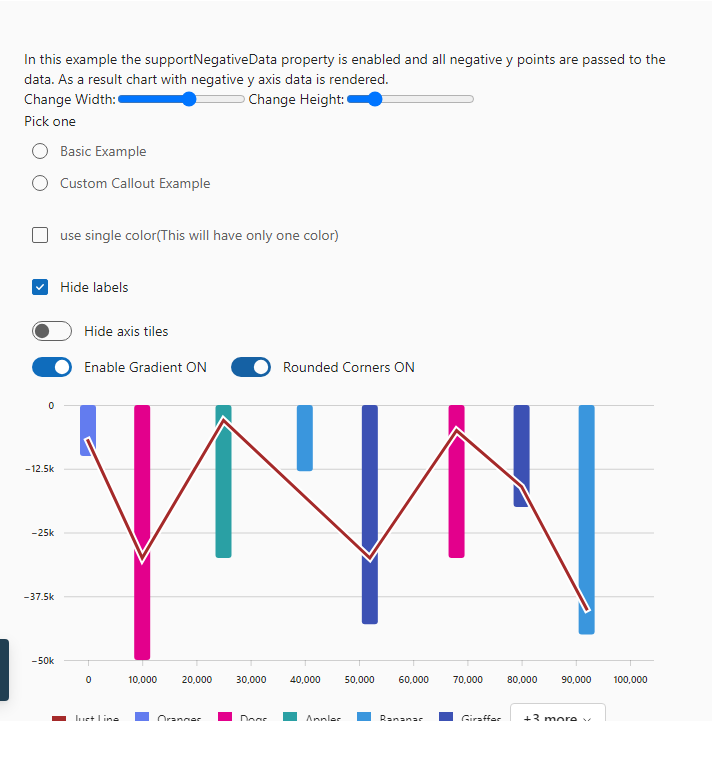 In this example the supportNegativeData property is enabled and all negative y points are passed to the
data. As a result chart with negative y axis data is rendered.
Change Width: Change Height:
Pick one
Basic Example
Custom Callout Example
use single color(This will have only one color)
Hide labels
Hide axis tiles
Enable Gradient ON Rounded Corners ON
0
−12.5k
−25k
−37.5k
−50k
0 10,000 20,000 30,000 40,000 50,000 60,000 70,000 80,000 90,000 100,000
Just Line Oranges Dogs Apples Bananas Giraffes +3 more